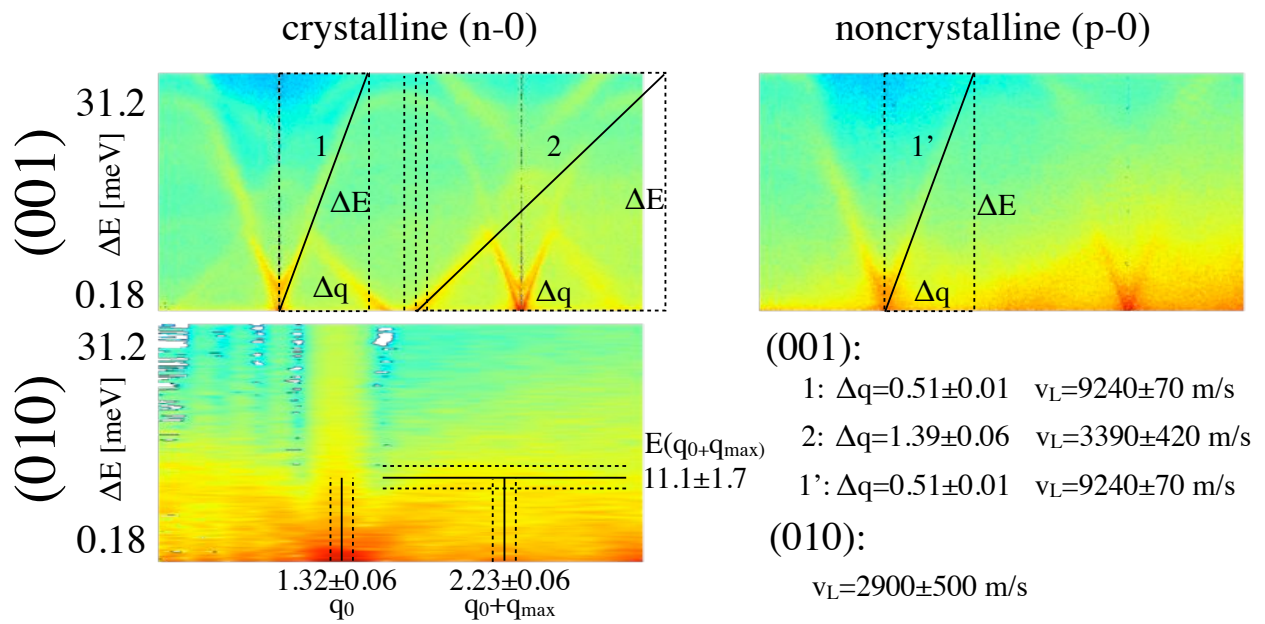 crystalline (n-0)
noncrystalline (p-0)
(001)
ΔE [meV]
31.2
0.18
1
ΔE
Δq
2
ΔE
Δq
1'
ΔE
Δq
(010)
ΔE [meV]
31.2
0.18
E(q0+qmax)
11.1±1.7
1.32±0.06
q0
2.23±0.06
q0+qmax
(001):
1: Δq=0.51±0.01 vL=9240±70 m/s
2: Δq=1.39±0.06 vL=3390±420 m/s
1': Δq=0.51±0.01 vL=9240±70 m/s
(010):
vL=2900±500 m/s